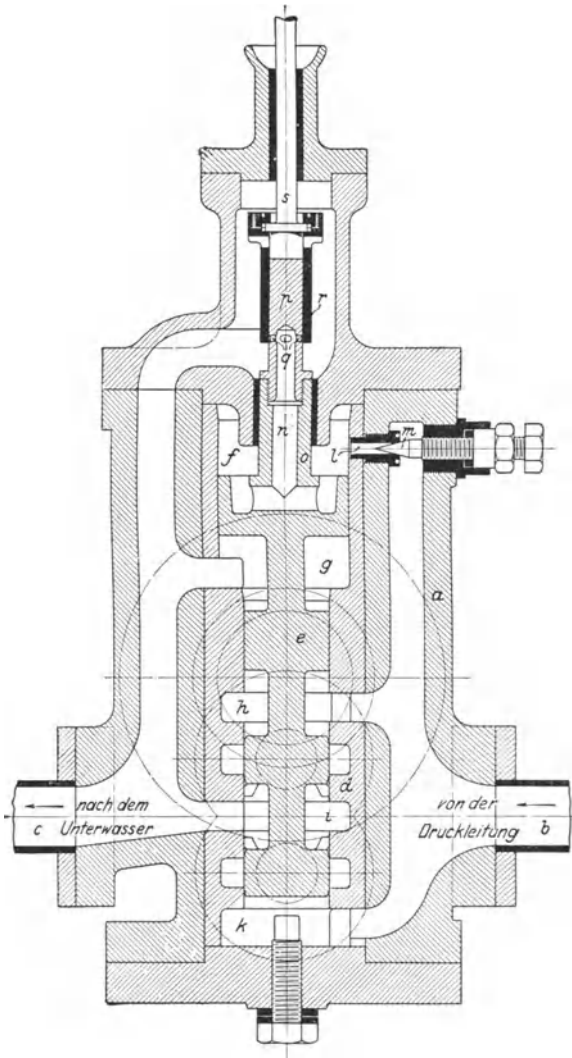 s
p
r
q
n
f
o
l
m
g
a
e
h
d
nach dem
von der
c
Unterwasser
i
Druckleitung
b
k